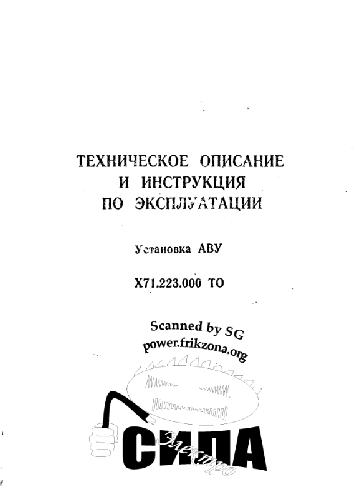 ТЕХНИЧЕСКОЕ ОПИСАНИЕ
И ИНСТРУКЦИЯ
ПО ЭКСПЛУАТАЦИИ
Установка АВУ
Х71.223.000 ТО
Scanned by SG
power.frikzona.org
СИЛА